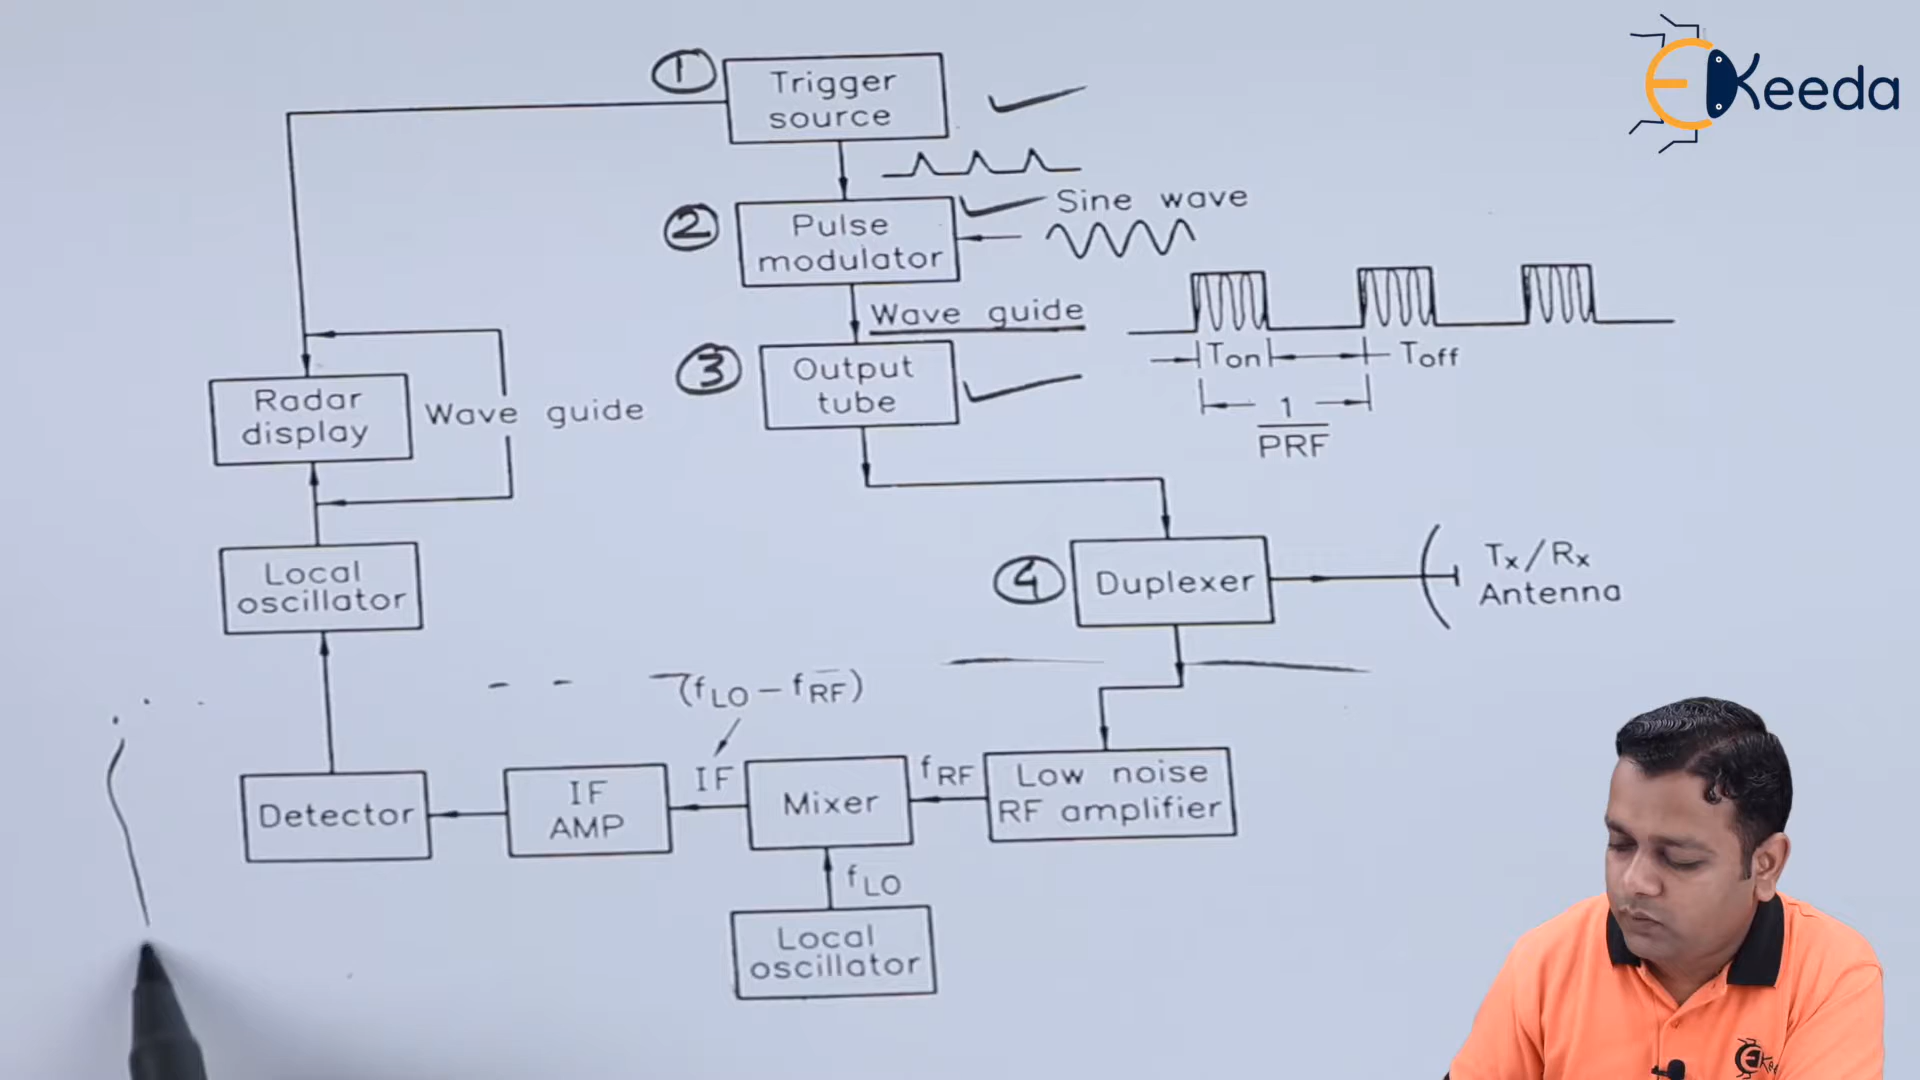 EKeeda
1
Trigger
source
2
Pulse
modulator
Sine wave
Wave guide
3
Output
tube
Ton
Toff
1
PRF
Radar
display
Wave guide
Local
oscillator
4
Duplexer
Tx/Rx
Antenna
(fLO – fRF)
Detector
IF
AMP
IF
Mixer
fRF
Low noise
RF amplifier
fLO
Local
oscillator